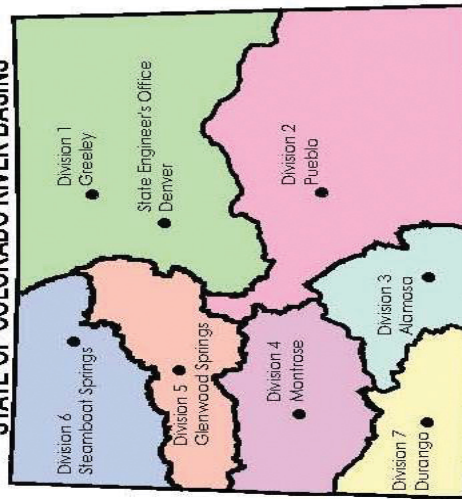 STATE OF COLORADO RIVER BASINS
Division 6
Steamboat Springs
Division 1
Greeley
State Engineer's Office
Denver
Division 5
Glenwood Springs
Division 4
Montrose
Division 2
Pueblo
Division 3
Alamosa
Division 7
Durango